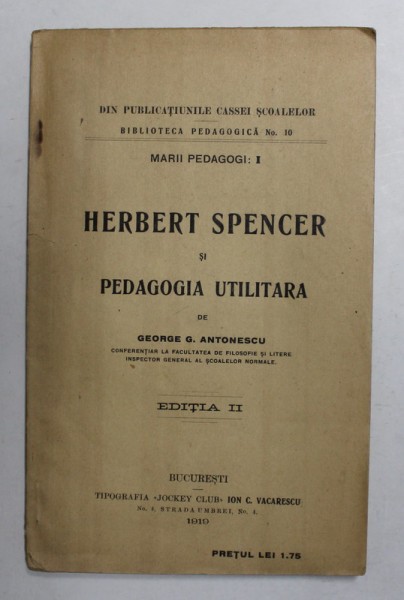 DIN PUBLICAȚIUNILE CASSEI ȘCOALELOR
BIBLIOTECA PEDAGOGICĂ No. 10
MARII PEDAGOGI: I
HERBERT SPENCER
ȘI
PEDAGOGIA UTILITARA
DE
GEORGE G. ANTONESCU
CONFERENȚIAR LA FACULTATEA DE FILOSOFIE ȘI LITERE
INSPECTOR GENERAL AL ȘCOALELOR NORMALE.
EDIȚIA II
BUCUREȘTI
TIPOGRAFIA «JOCKEY CLUB» ION C. VACARESCU
No. 4. STRADA UMBREI, No. 4.
1919
PREȚUL LEI 1.75